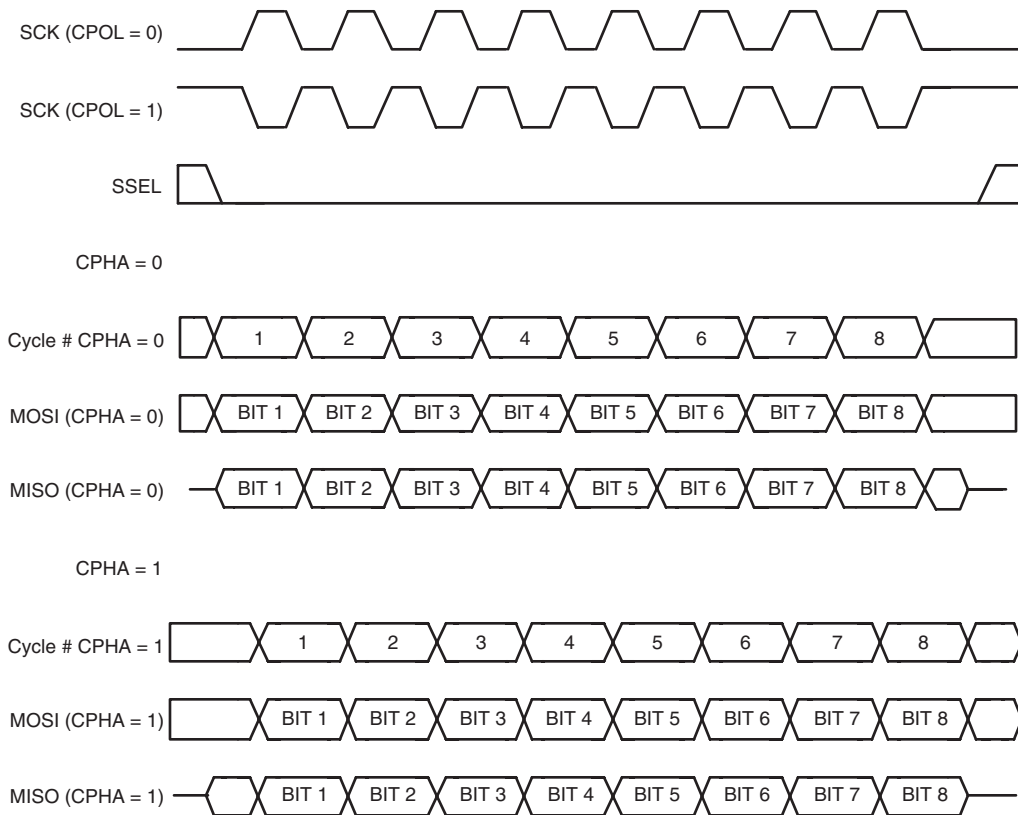 SCK (CPOL = 0)
SCK (CPOL = 1)
SSEL
CPHA = 0
Cycle # CPHA = 0 1 2 3 4 5 6 7 8
MOSI (CPHA = 0) BIT 1 BIT 2 BIT 3 BIT 4 BIT 5 BIT 6 BIT 7 BIT 8
MISO (CPHA = 0) BIT 1 BIT 2 BIT 3 BIT 4 BIT 5 BIT 6 BIT 7 BIT 8
CPHA = 1
Cycle # CPHA = 1 1 2 3 4 5 6 7 8
MOSI (CPHA = 1) BIT 1 BIT 2 BIT 3 BIT 4 BIT 5 BIT 6 BIT 7 BIT 8
MISO (CPHA = 1) BIT 1 BIT 2 BIT 3 BIT 4 BIT 5 BIT 6 BIT 7 BIT 8